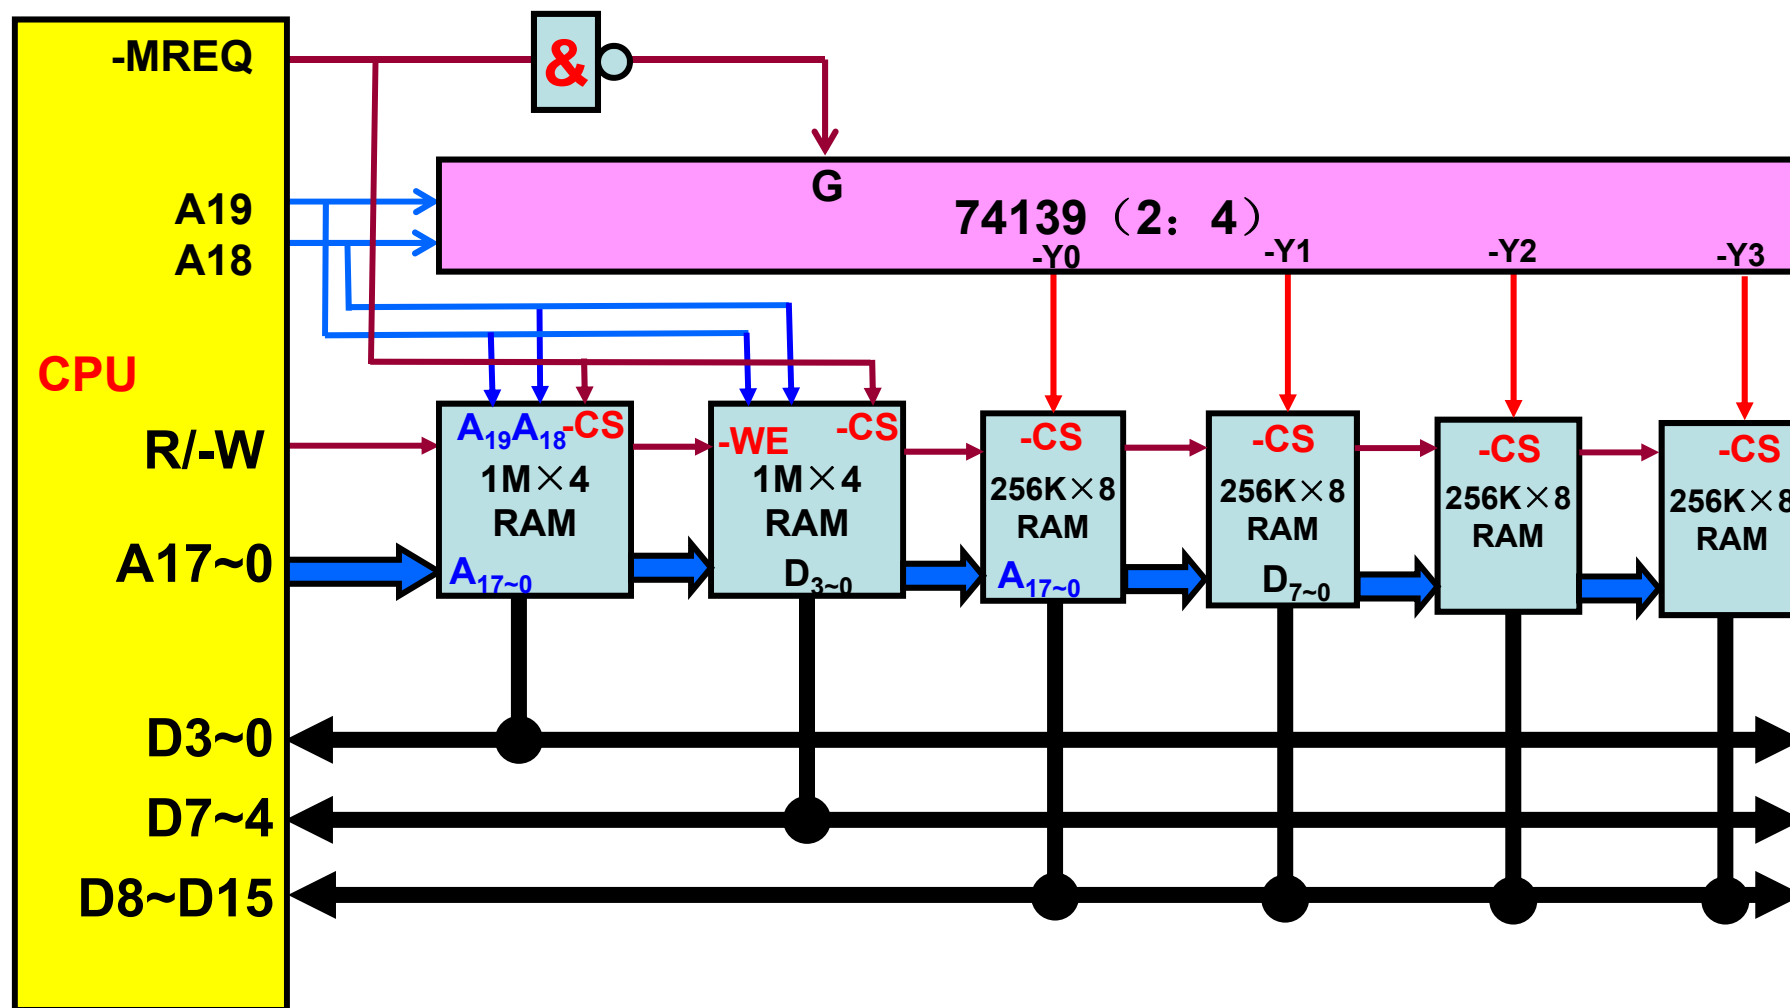 -MREQ
&
G
A19
74139（2：4）
A18
-Y0
-Y1
-Y2
-Y3
CPU
R/-W
A19A18-CS
-WE
-CS
-CS
-CS
-CS
-CS
1M×4
RAM
1M×4
RAM
256K×8
RAM
256K×8
RAM
256K×8
RAM
256K×8
RAM
A17~0
A17~0
D3~0
A17~0
D7~0
D3~0
D7~4
D8~D15